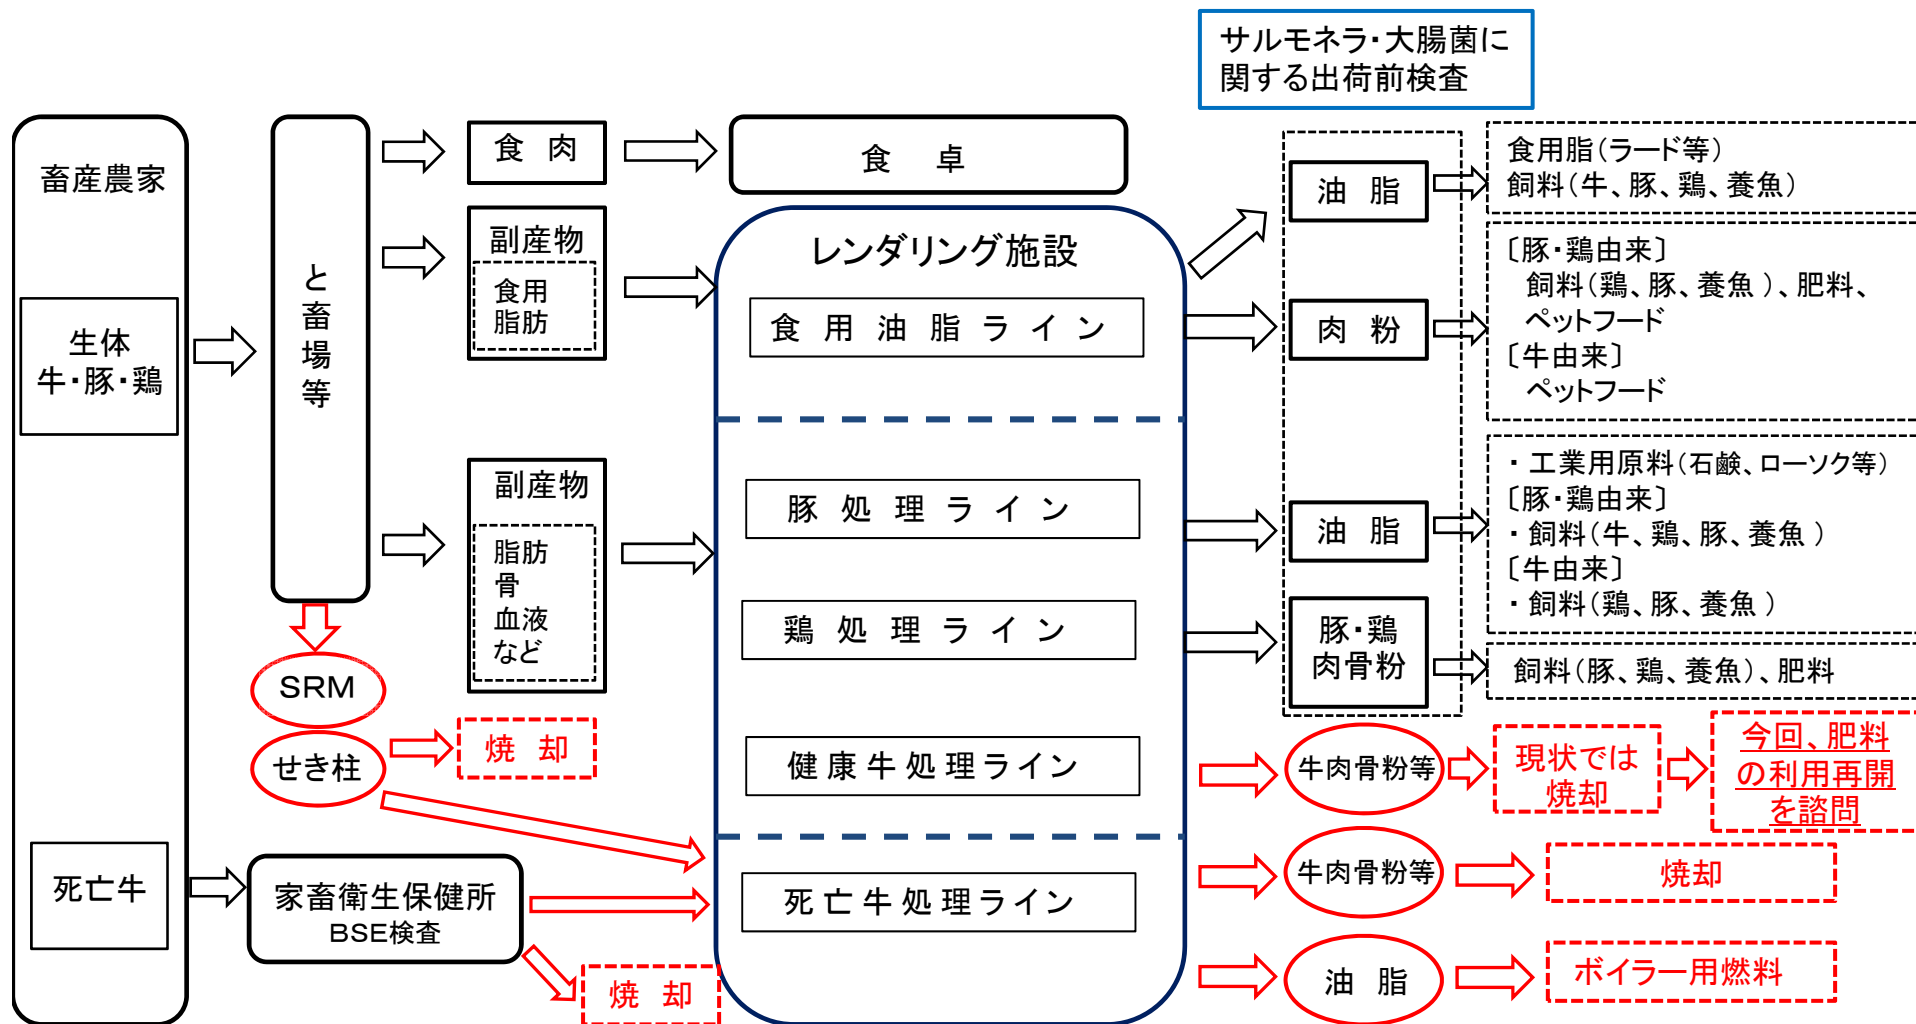 サルモネラ・大腸菌に
関する出荷前検査
畜産農家
生体
牛・豚・鶏
死亡牛
と畜場等
食肉
食卓
副産物
食用
脂肪
副産物
脂肪
骨
血液
など
SRM
せき柱
焼却
家畜衛生保健所
BSE検査
焼却
レンダリング施設
食用油脂ライン
豚処理ライン
鶏処理ライン
健康牛処理ライン
死亡牛処理ライン
油脂
食用脂(ラード等)
飼料(牛、豚、鶏、養魚)
肉粉
〔豚・鶏由来〕
飼料(鶏、豚、養魚)、肥料、
ペットフード
〔牛由来〕
ペットフード
油脂
・工業用原料(石鹸、ローソク等)
〔豚・鶏由来〕
・飼料(牛、鶏、豚、養魚)
〔牛由来〕
・飼料(鶏、豚、養魚)
豚・鶏
肉骨粉
飼料(豚、鶏、養魚)、肥料
牛肉骨粉等
現状では
焼却
今回、肥料
の利用再開
を諮問
牛肉骨粉等
焼却
油脂
ボイラー用燃料